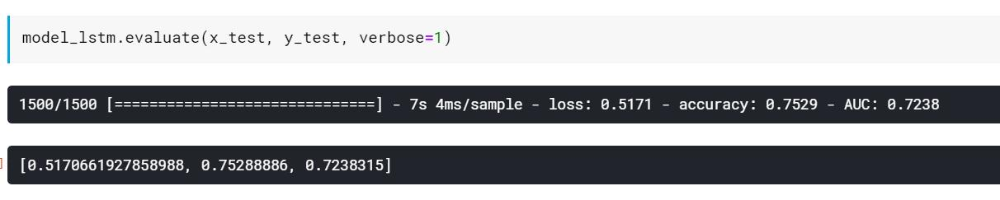 model_lstm.evaluate(x_test, y_test, verbose=1)
1500/1500 [==============================] - 7s 4ms/sample - loss: 0.5171 - accuracy: 0.7529 - AUC: 0.7238
]
[0.5170661927858988, 0.75288886, 0.7238315]